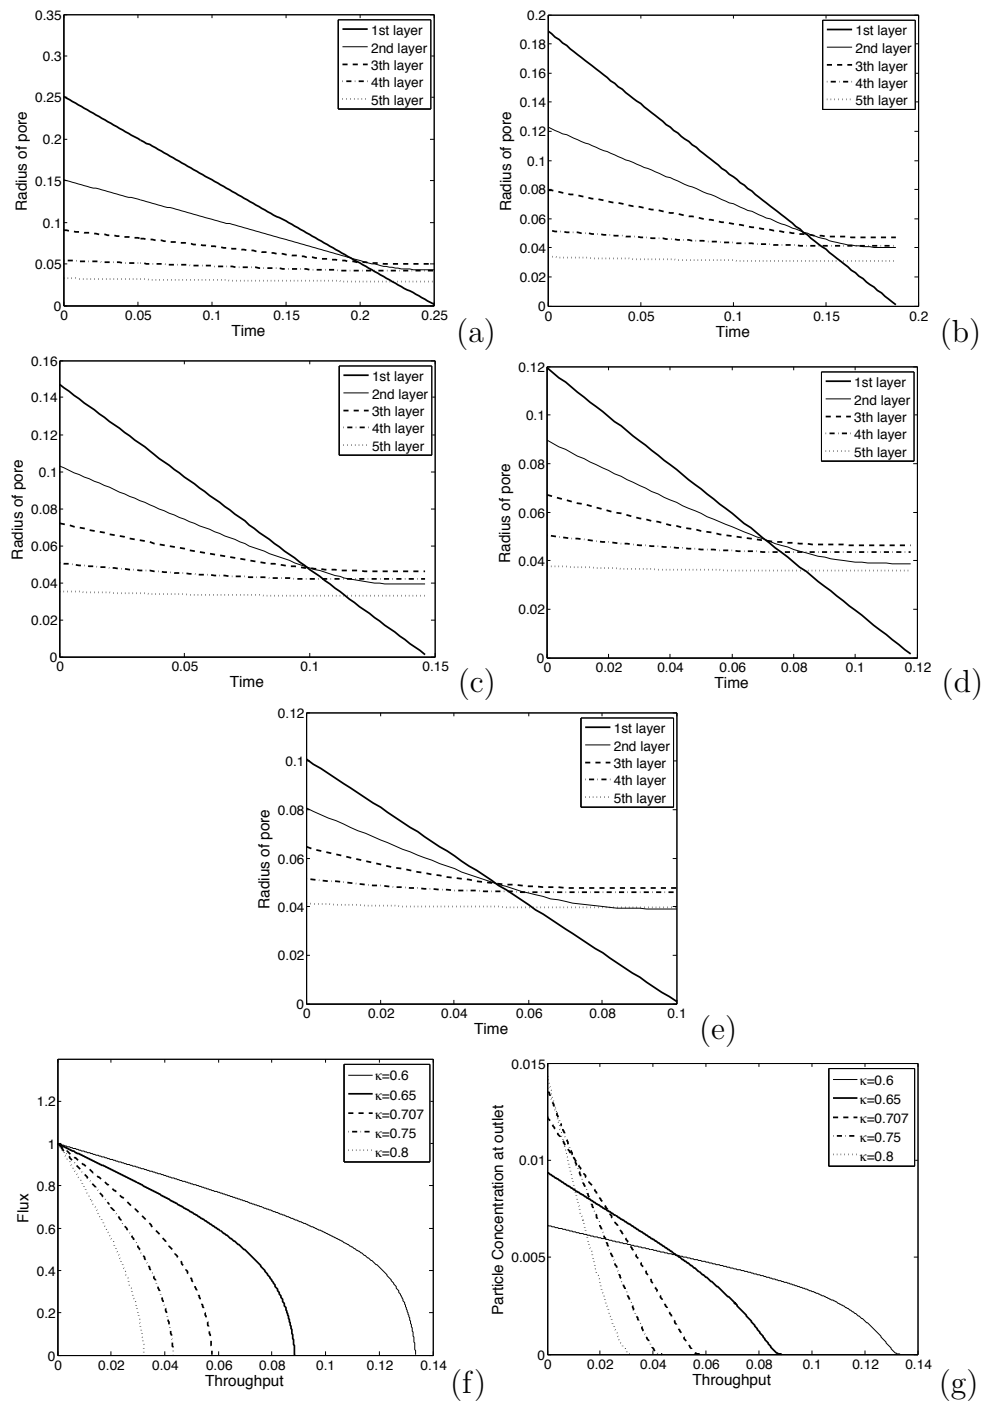 0.35
0.3
0.25
0.2
0.15
0.1
0.05
0
Radius of pore
1st layer
2nd layer
3th layer
4th layer
5th layer
0 0.05 0.1 0.15 0.2 0.25
Time
(a)
0.2
0.18
0.16
0.14
0.12
0.1
0.08
0.06
0.04
0.02
0
Radius of pore
1st layer
2nd layer
3th layer
4th layer
5th layer
0 0.05 0.1 0.15 0.2
Time
(b)
0.16
0.14
0.12
0.1
0.08
0.06
0.04
0.02
0
Radius of pore
1st layer
2nd layer
3th layer
4th layer
5th layer
0 0.05 0.1 0.15
Time
(c)
0.12
0.1
0.08
0.06
0.04
0.02
0
Radius of pore
1st layer
2nd layer
3th layer
4th layer
5th layer
0 0.02 0.04 0.06 0.08 0.1 0.12
Time
(d)
0.12
0.1
0.08
0.06
0.04
0.02
0
Radius of pore
1st layer
2nd layer
3th layer
4th layer
5th layer
0 0.02 0.04 0.06 0.08 0.1
Time
(e)
1.2
1
0.8
0.6
0.4
0.2
0
Flux
κ=0.6
κ=0.65
κ=0.707
κ=0.75
κ=0.8
0 0.02 0.04 0.06 0.08 0.1 0.12 0.14
Throughput
(f)
0.015
0.01
0.005
0
Particle Concentration at outlet
κ=0.6
κ=0.65
κ=0.707
κ=0.75
κ=0.8
0 0.02 0.04 0.06 0.08 0.1 0.12 0.14
Throughput
(g)